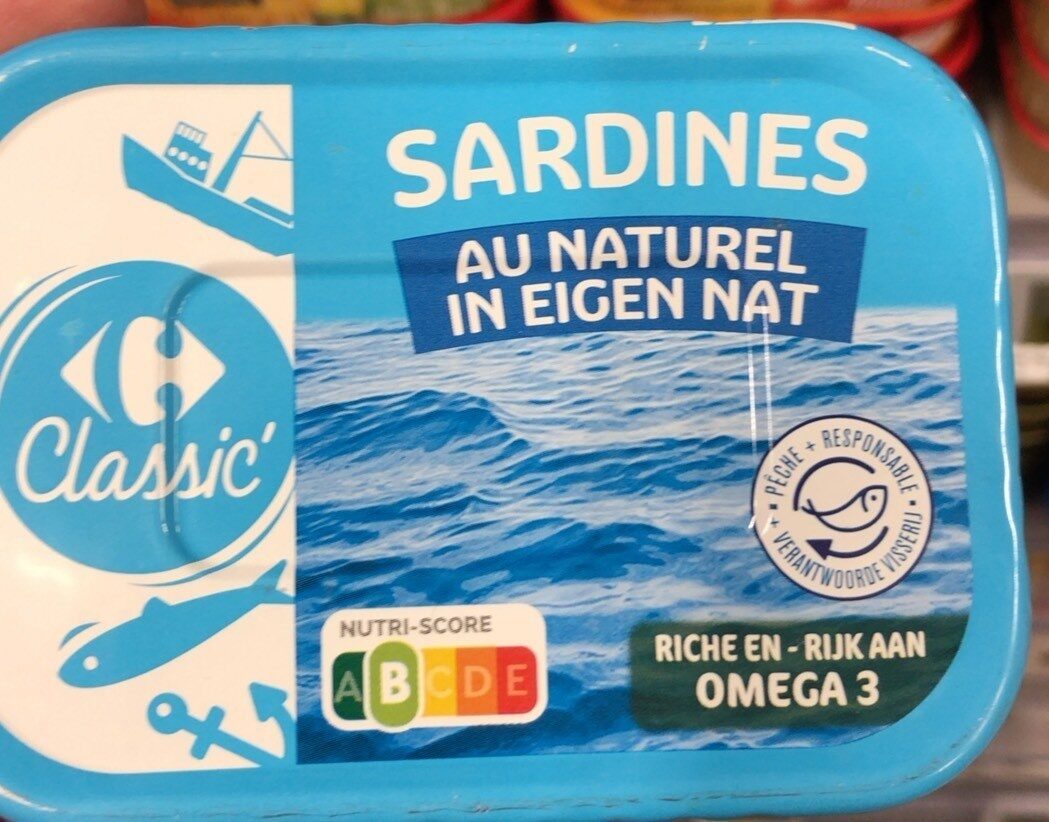 SARDINES
AU NATUREL
IN EIGEN NAT
Classic'
PÊCHE + RESPONSABLE
VERANTWOORDE VISSERIJ +
NUTRI-SCORE
A B C D E
RICHE EN - RIJK AAN
OMEGA 3